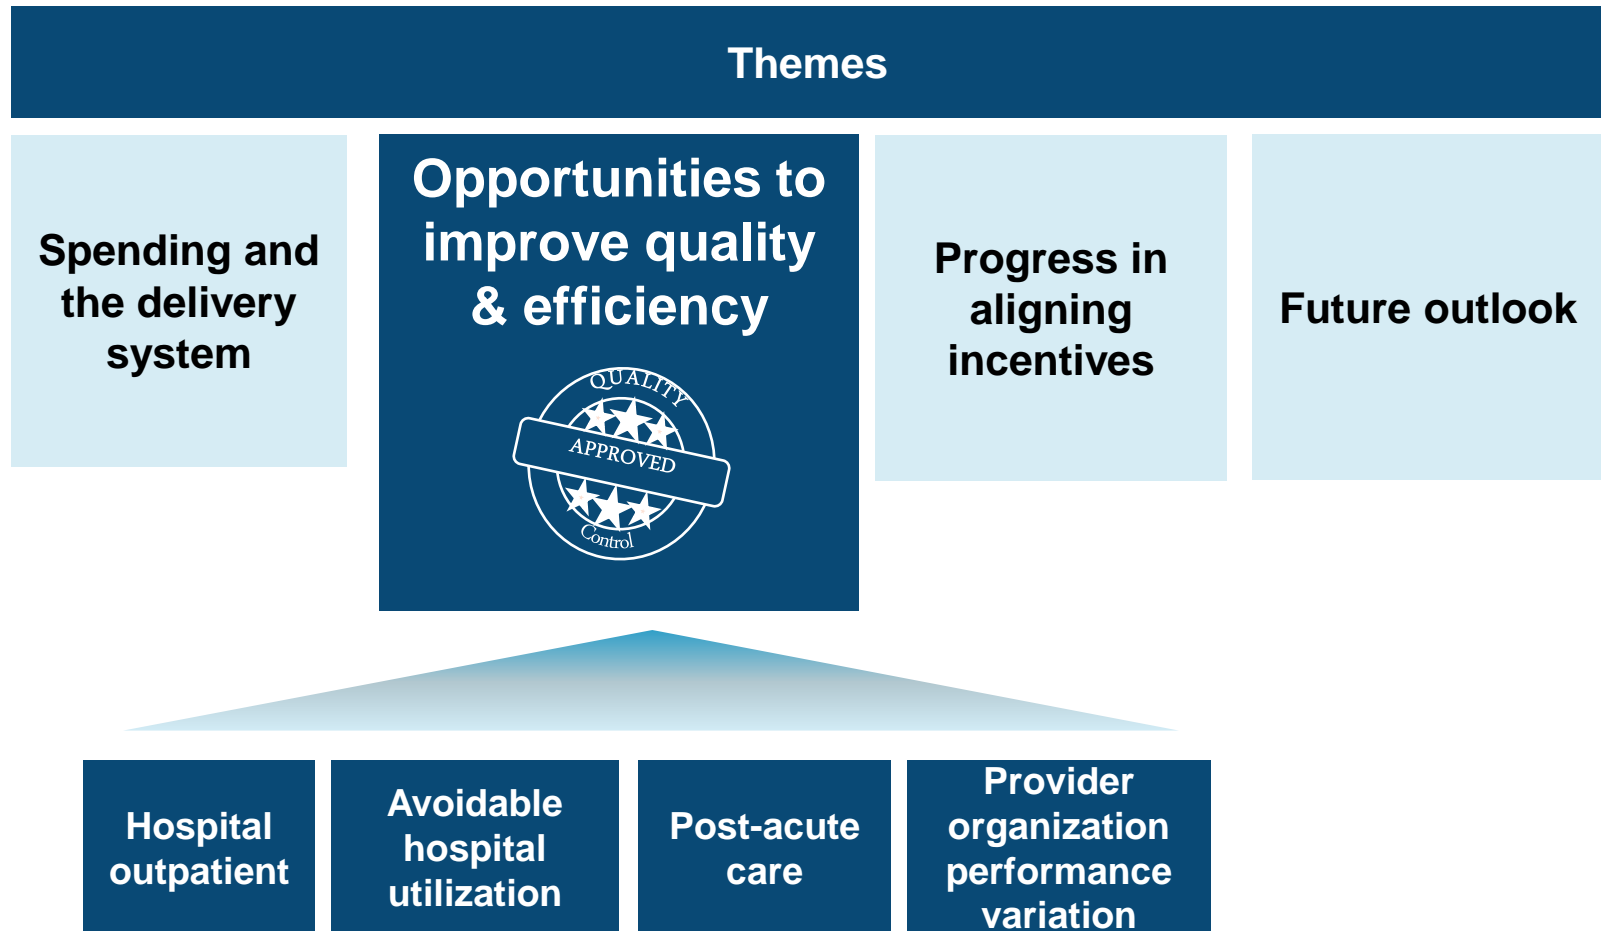 Themes
Spending and
the delivery
system
Opportunities to
improve quality
& efficiency
QUALITY
APPROVED
Control
Progress in
aligning
incentives
Future outlook
Hospital
outpatient
Avoidable
hospital
utilization
Post-acute
care
Provider
organization
performance
variation